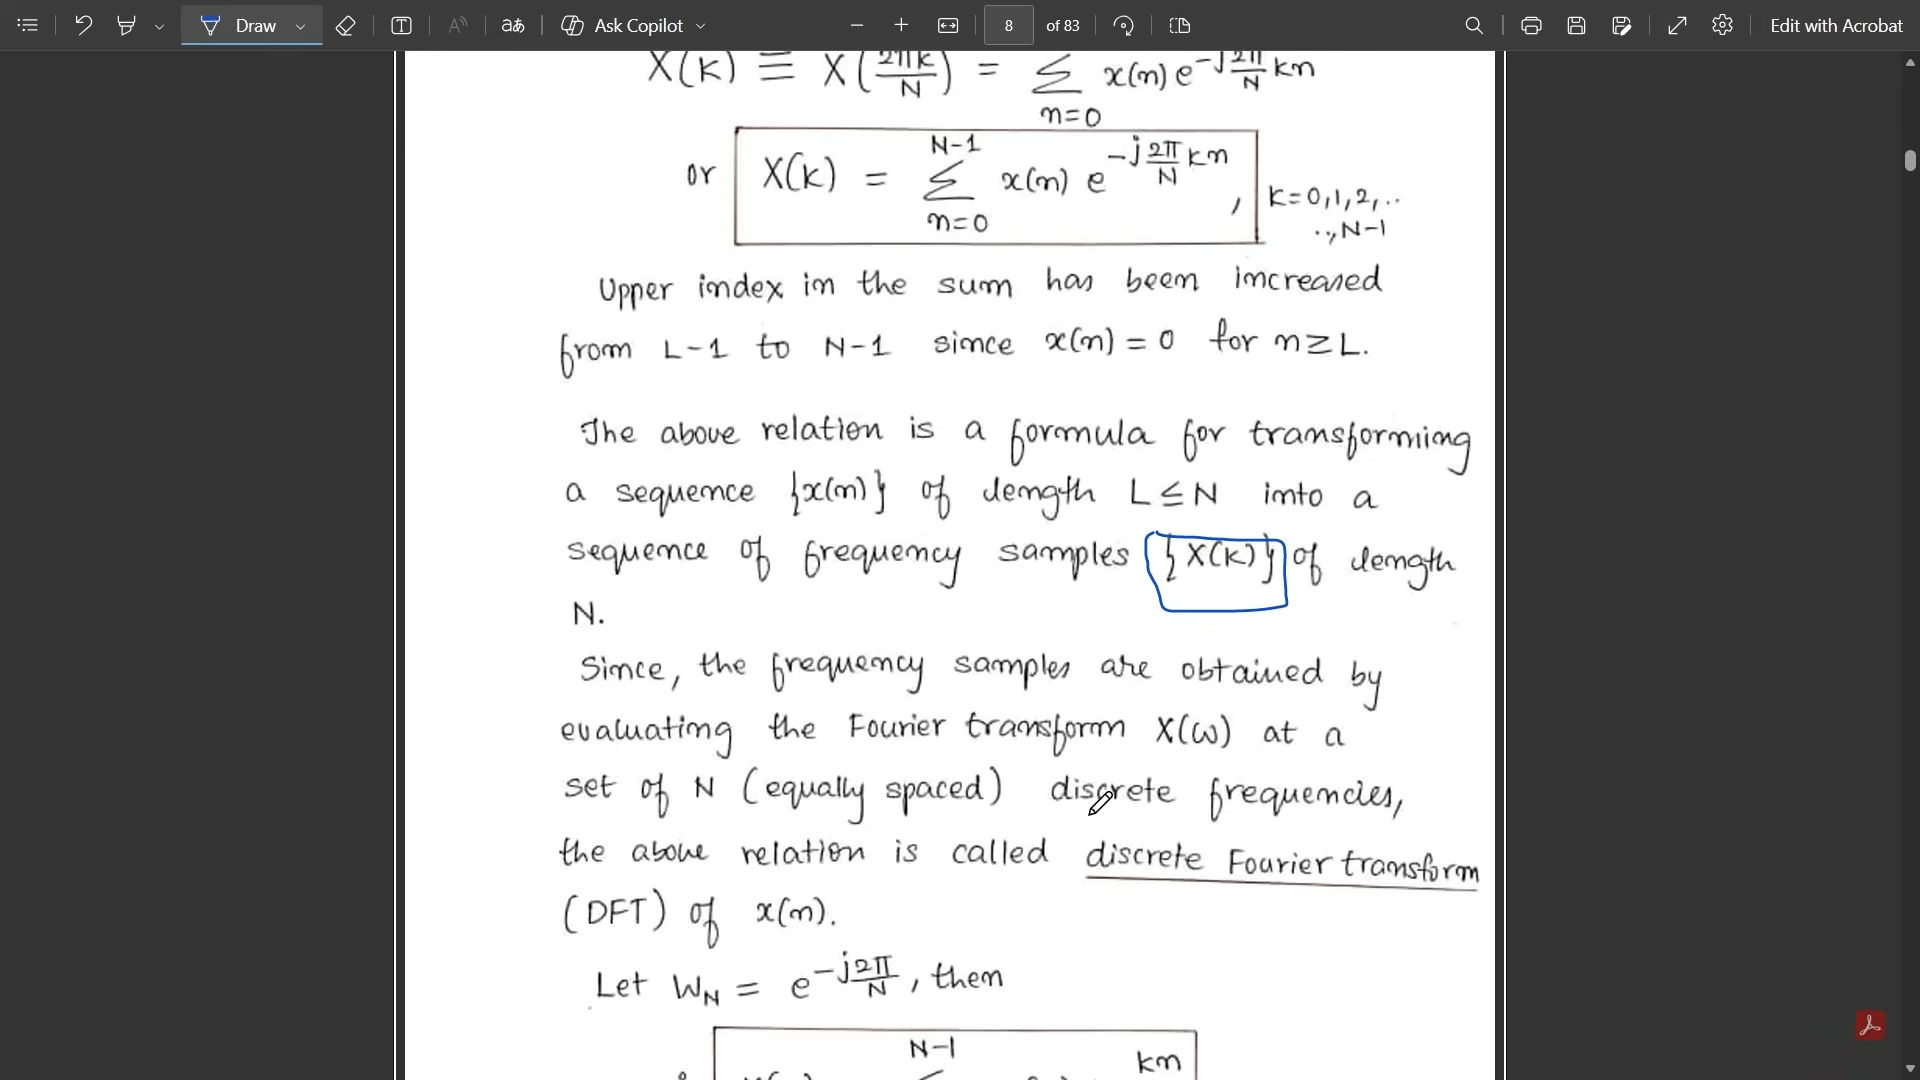 Draw
Ask Copilot
8 of 83
Edit with Acrobat
X(k) ≡ X(2πk/N) = Σ n=0 x(n) e^-j2π/N kn
or X(k) = Σ n=0 N-1 x(n) e^-j2π/N kn , k=0,1,2,..
..,N-1
Upper index in the sum has been increased
from L-1 to N-1 since x(n) = 0 for n≥L.
The above relation is a formula for transforming
a sequence {x(n)} of length L≤N into a
sequence of frequency samples {X(k)} of length
N.
Since, the frequency samples are obtained by
evaluating the Fourier transform X(ω) at a
set of N (equally spaced) discrete frequencies,
the above relation is called discrete Fourier transform
(DFT) of x(n).
Let W_N = e^-j2π/N , then
N-1 kn